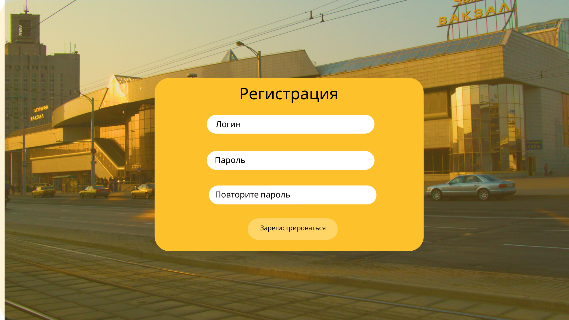 ВАКЗАЛ
Регистрация
Логин
Пароль
Повторите пароль
Зарегистрироваться